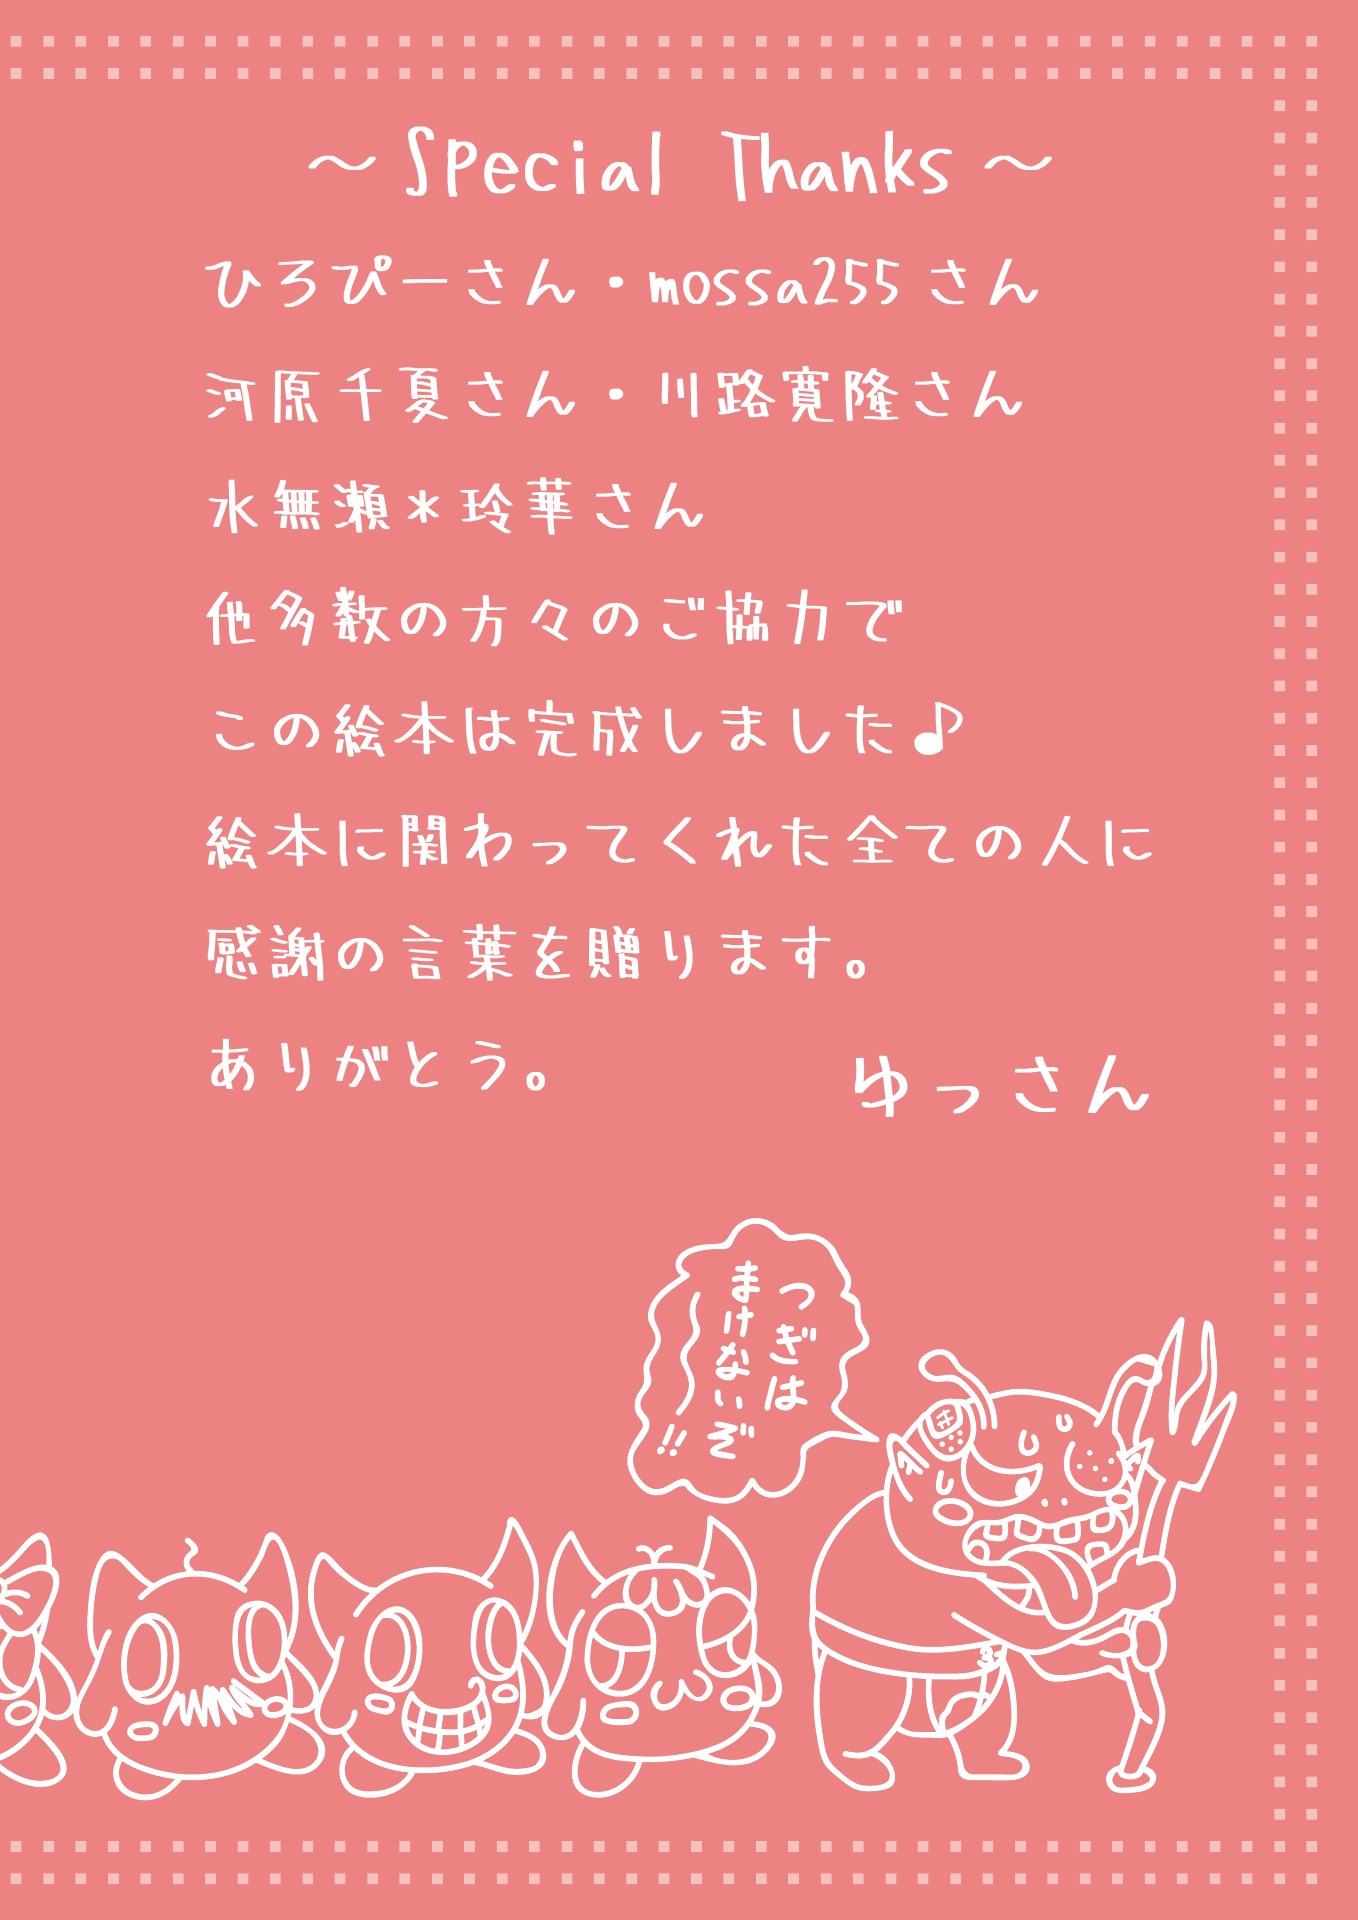 ～Special Thanks～
ひろぴーさん・mossa255さん
河原千夏さん・川路寛隆さん
水無瀬＊玲華さん
他多数の方々のご協力で
この絵本は完成しました♪
絵本に関わってくれた全ての人に
感謝の言葉を贈ります。
ありがとう。
ゆっさん
つぎは
まけないぞ
〜〜!!